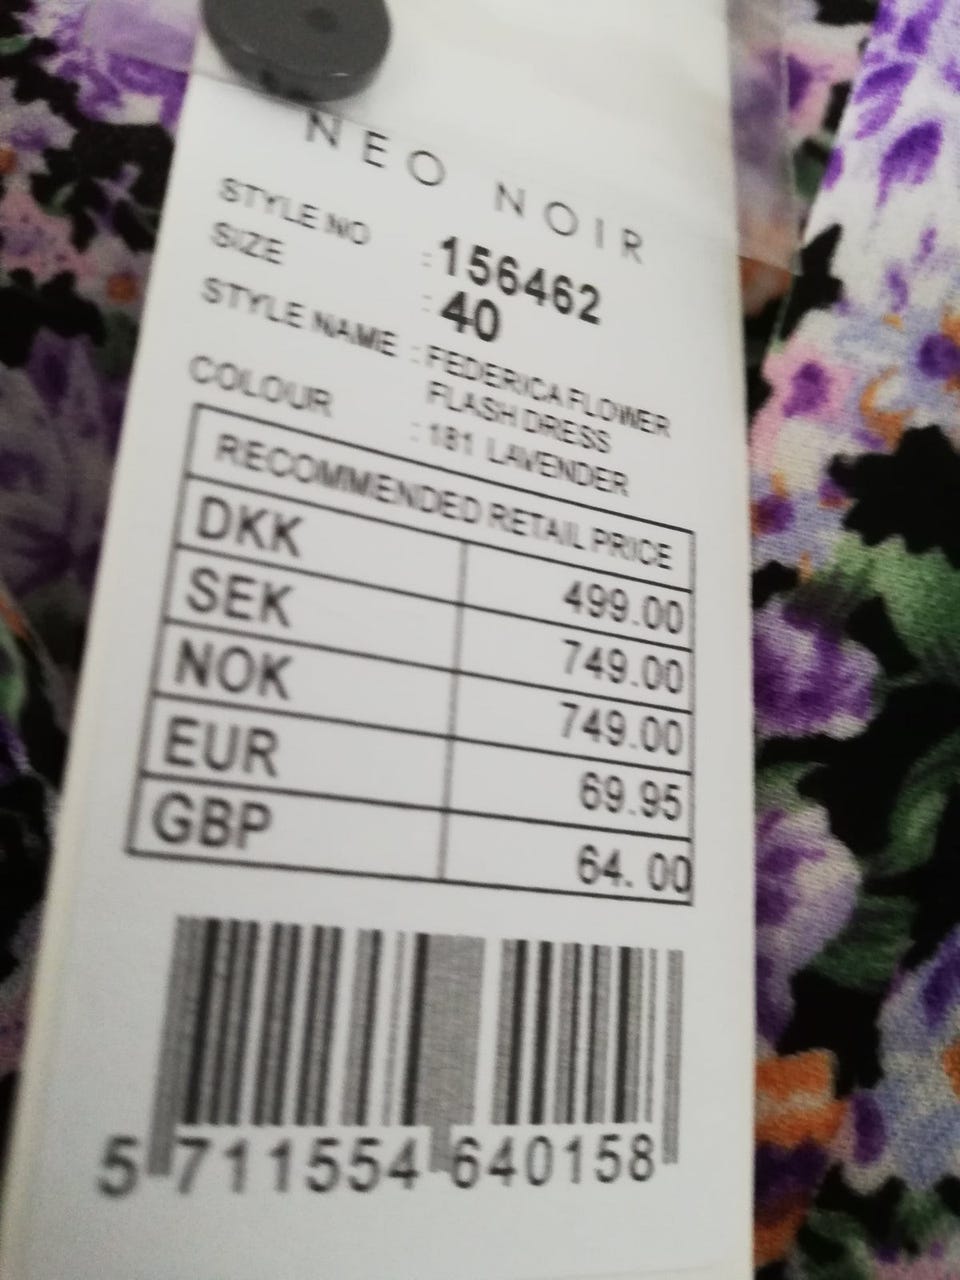 NEO NOIR
STYLE NO : 156462
SIZE : 40
STYLE NAME : FEDERICA FLOWER
FLASH DRESS
COLOUR : 181 LAVENDER
RECOMMENDED RETAIL PRICE
DKK 499.00
SEK 749.00
NOK 749.00
EUR 69.95
GBP 64.00
5 711554 640158